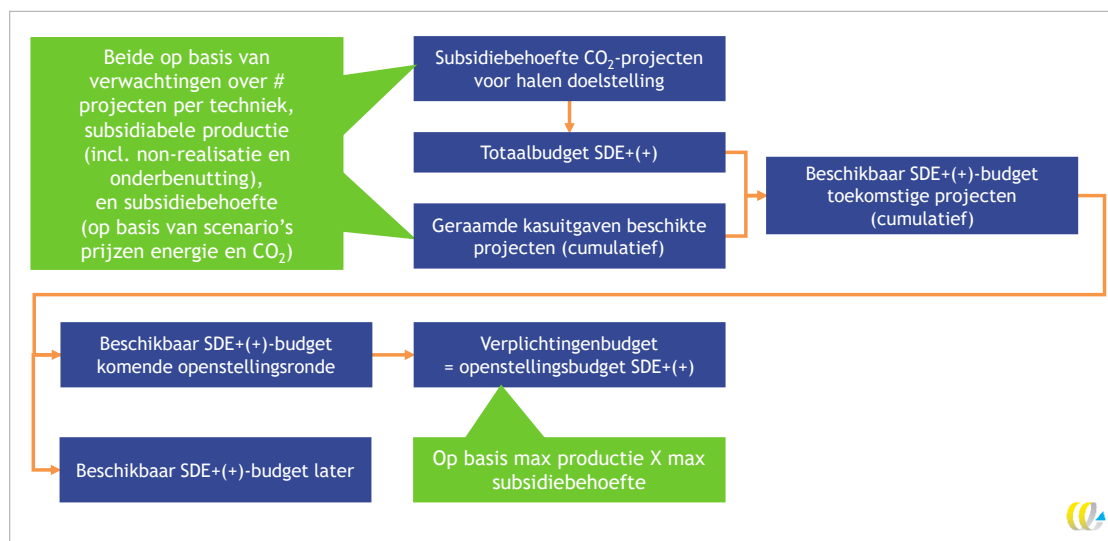 Beide op basis van
verwachtingen over #
projecten per techniek,
subsidiabele productie
(incl. non-realisatie en
onderbenutting),
en subsidiebehoefte
(op basis van scenario's
prijzen energie en CO₂)
Subsidiebehoefte CO₂-projecten
voor halen doelstelling
Totaalbudget SDE+(+)
Geraamde kasuitgaven beschikte
projecten (cumulatief)
Beschikbaar SDE+(+)-budget
toekomstige projecten
(cumulatief)
Beschikbaar SDE+(+)-budget
komende openstellingsronde
Verplichtingenbudget
= openstellingsbudget SDE+(+)
Beschikbaar SDE+(+)-budget later
Op basis max productie X max
subsidiebehoefte